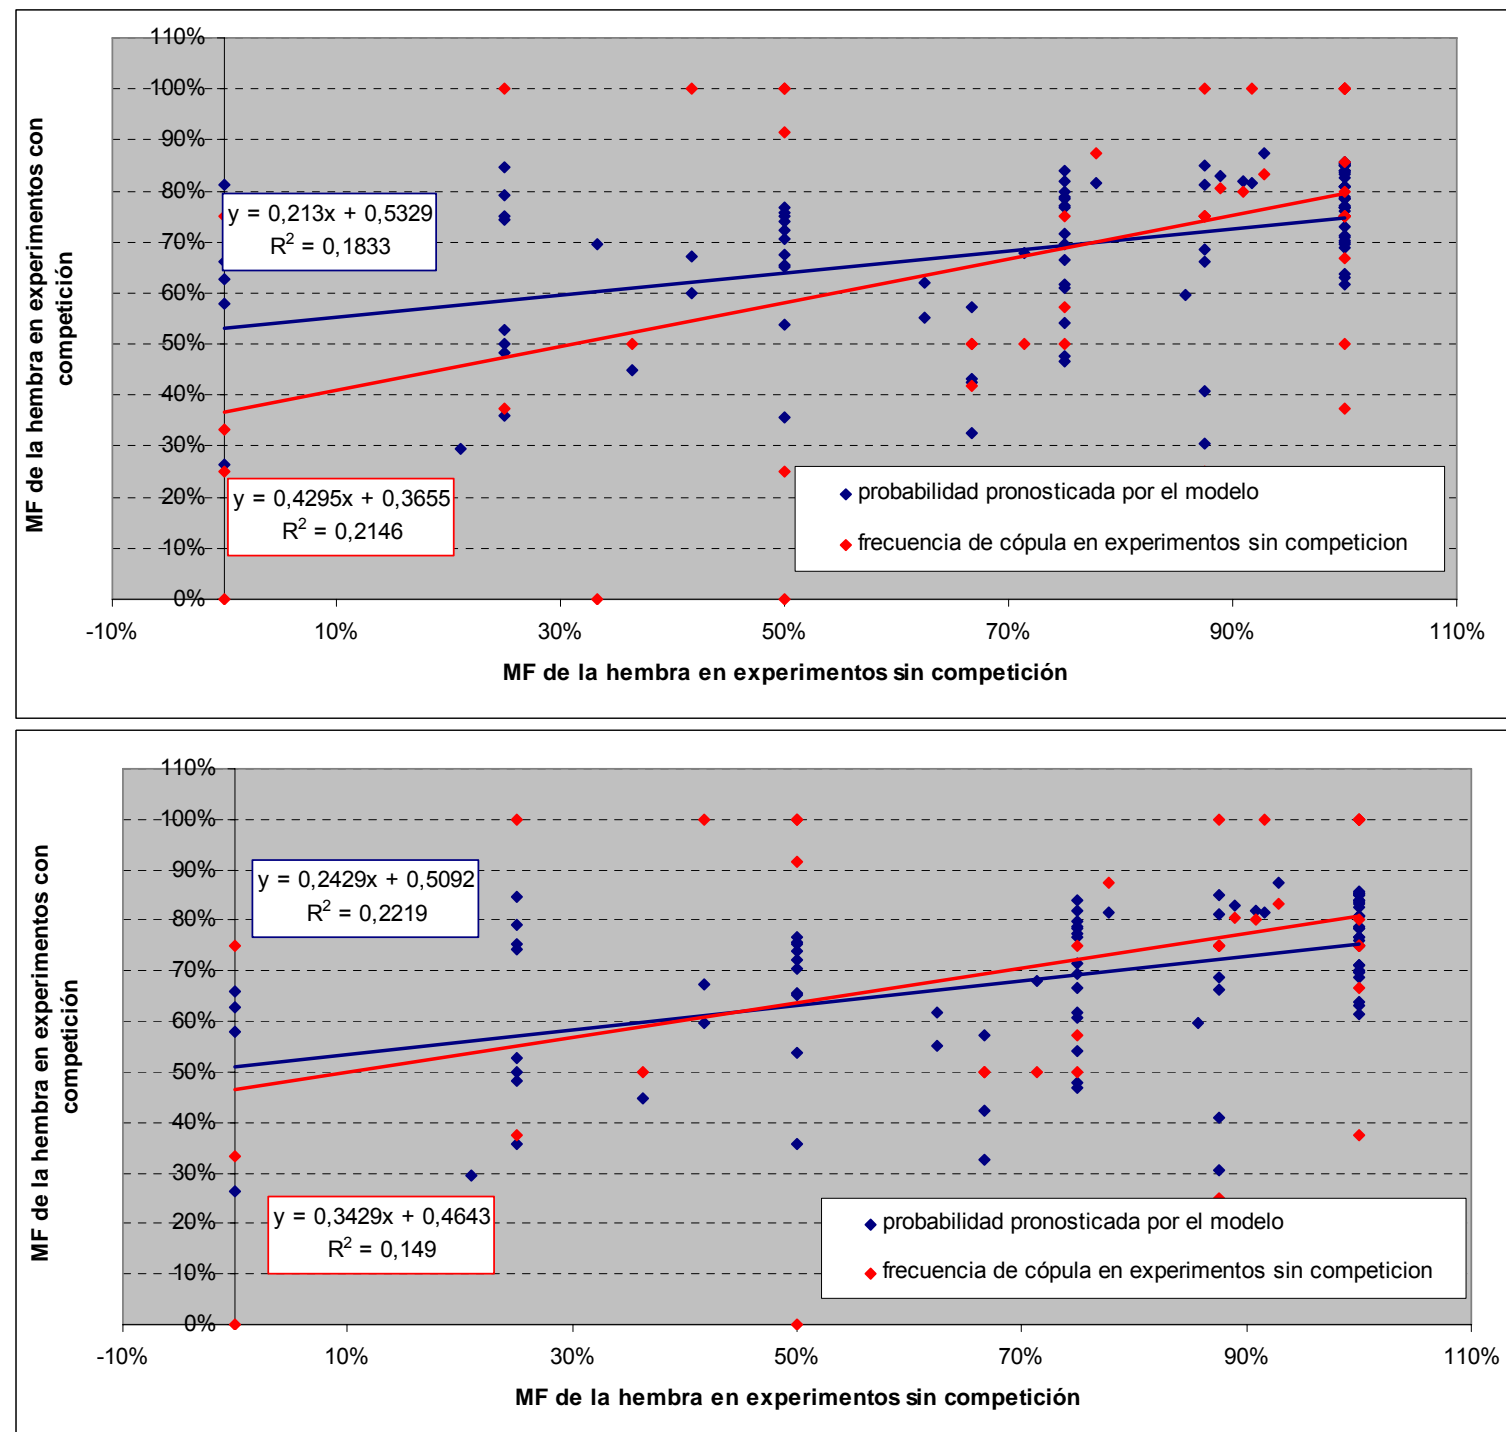 110%
100%
90%
80%
70%
60%
50%
40%
30%
20%
10%
0%
-10% 10% 30% 50% 70% 90% 110%
MF de la hembra en experimentos con
competición
MF de la hembra en experimentos sin competición
y = 0,213x + 0,5329
R² = 0,1833
y = 0,4295x + 0,3655
R² = 0,2146
probabilidad pronosticada por el modelo
frecuencia de cópula en experimentos sin competicion
110%
100%
90%
80%
70%
60%
50%
40%
30%
20%
10%
0%
-10% 10% 30% 50% 70% 90% 110%
MF de la hembra en experimentos con
competición
MF de la hembra en experimentos sin competición
y = 0,2429x + 0,5092
R² = 0,2219
y = 0,3429x + 0,4643
R² = 0,149
probabilidad pronosticada por el modelo
frecuencia de cópula en experimentos sin competicion